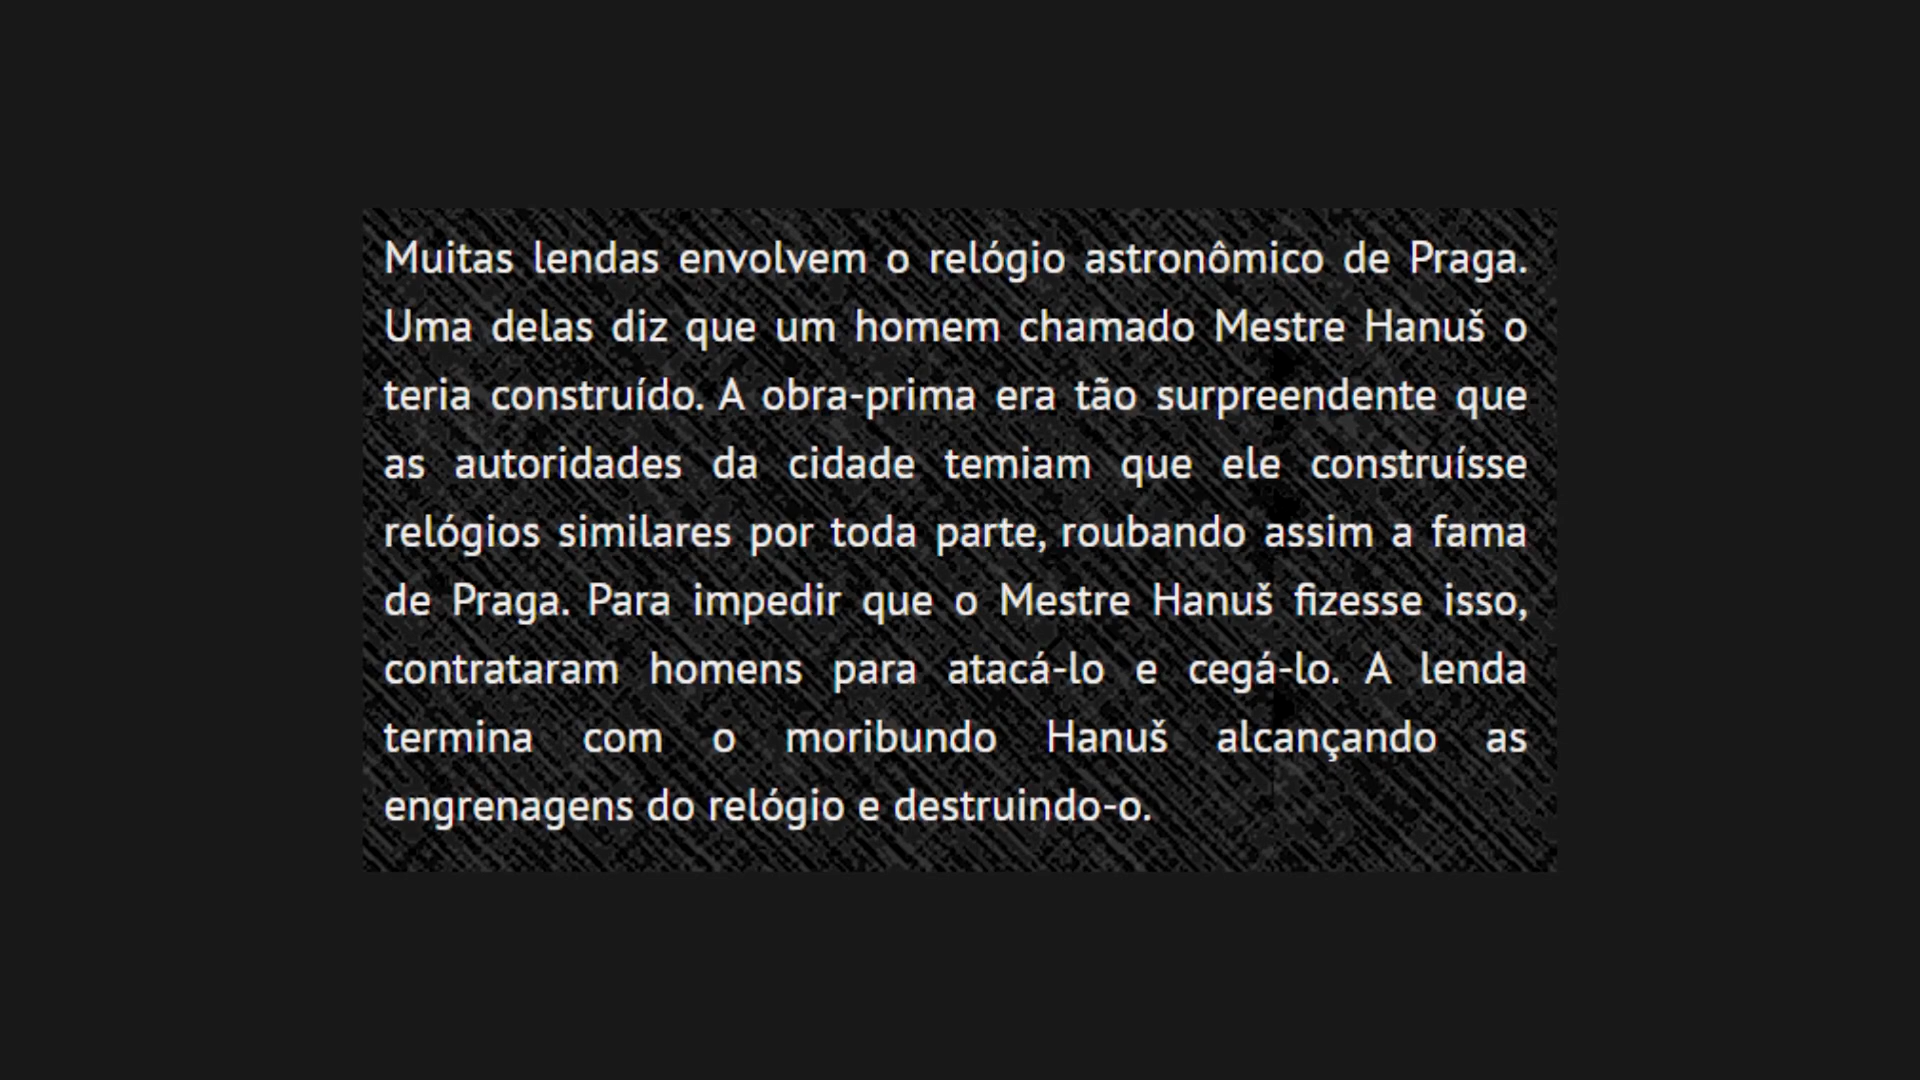 Muitas lendas envolvem o relógio astronômico de Praga.
Uma delas diz que um homem chamado Mestre Hanuš o
teria construído. A obra-prima era tão surpreendente que
as autoridades da cidade temiam que ele construísse
relógios similares por toda parte, roubando assim a fama
de Praga. Para impedir que o Mestre Hanuš fizesse isso,
contrataram homens para atacá-lo e cegá-lo. A lenda
termina com o moribundo Hanuš alcançando as
engrenagens do relógio e destruindo-o.